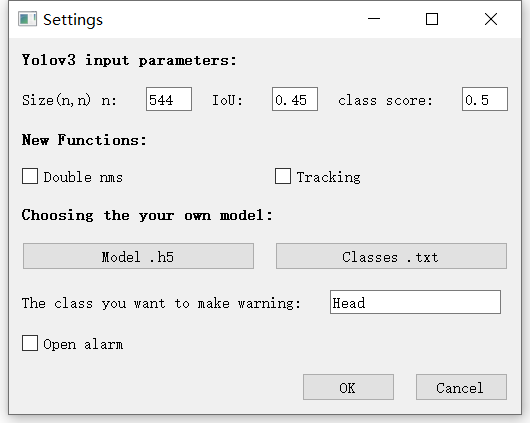 Settings
Yolov3 input parameters:
Size(n,n) n: 544 IoU: 0.45 class score: 0.5
New Functions:
Double nms Tracking
Choosing the your own model:
Model .h5 Classes .txt
The class you want to make warning: Head
Open alarm
OK Cancel